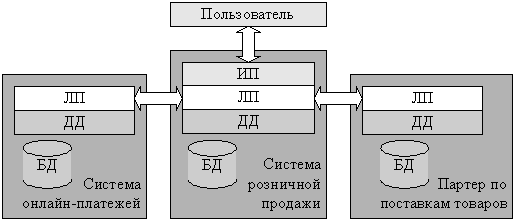 Пользователь
ИП
ЛП
ДД
БД
Система
онлайн-платежей
ЛП
ДД
БД
Система
розничной
продажи
ЛП
ДД
БД
Партер по
поставкам товаров